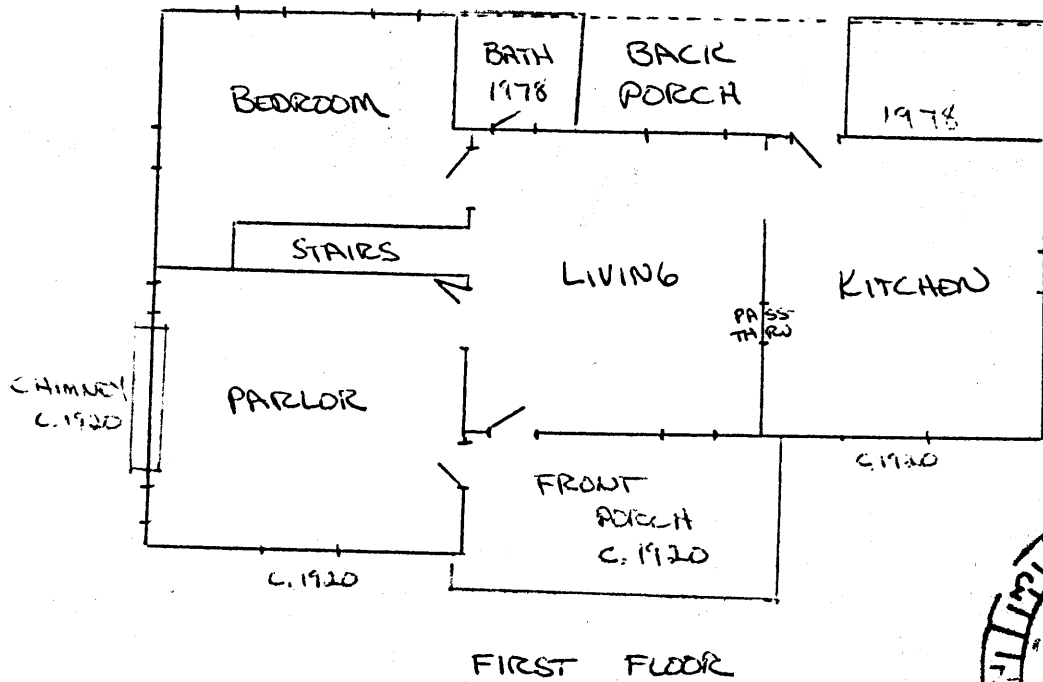 BATH
1978
BACK
PORCH
BEDROOM
1978
STAIRS
LIVING
KITCHEN
PASS-
THRU
CHIMNEY
C. 1920
PARLOR
C. 1920
FRONT
PORCH
C. 1920
C. 1920
FIRST FLOOR